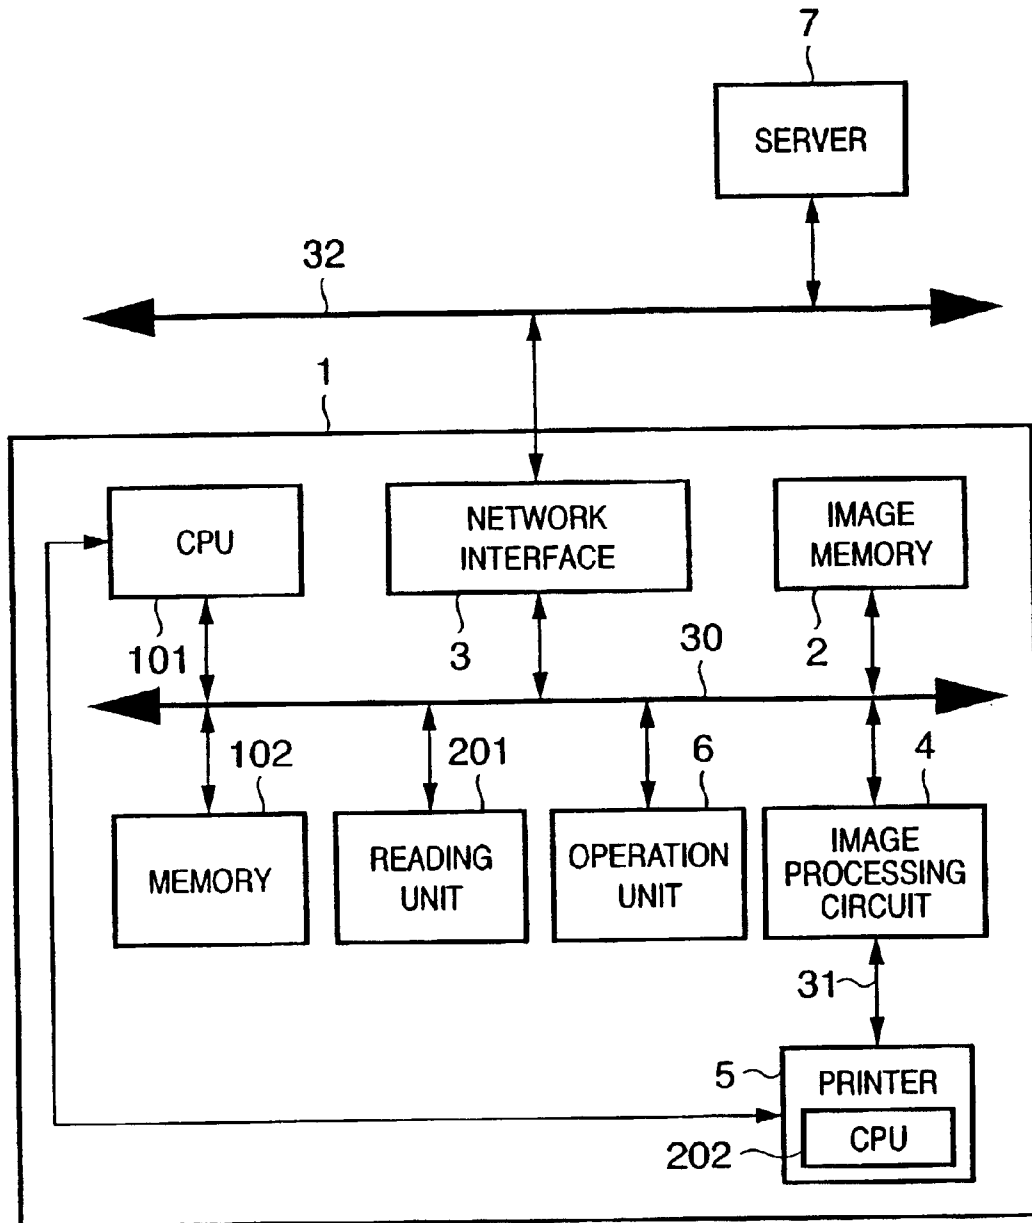 7
SERVER
32
1
CPU
NETWORK
INTERFACE
IMAGE
MEMORY
101
3
30
2
102
201
6
4
MEMORY
READING
UNIT
OPERATION
UNIT
IMAGE
PROCESSING
CIRCUIT
31
5
PRINTER
CPU
202